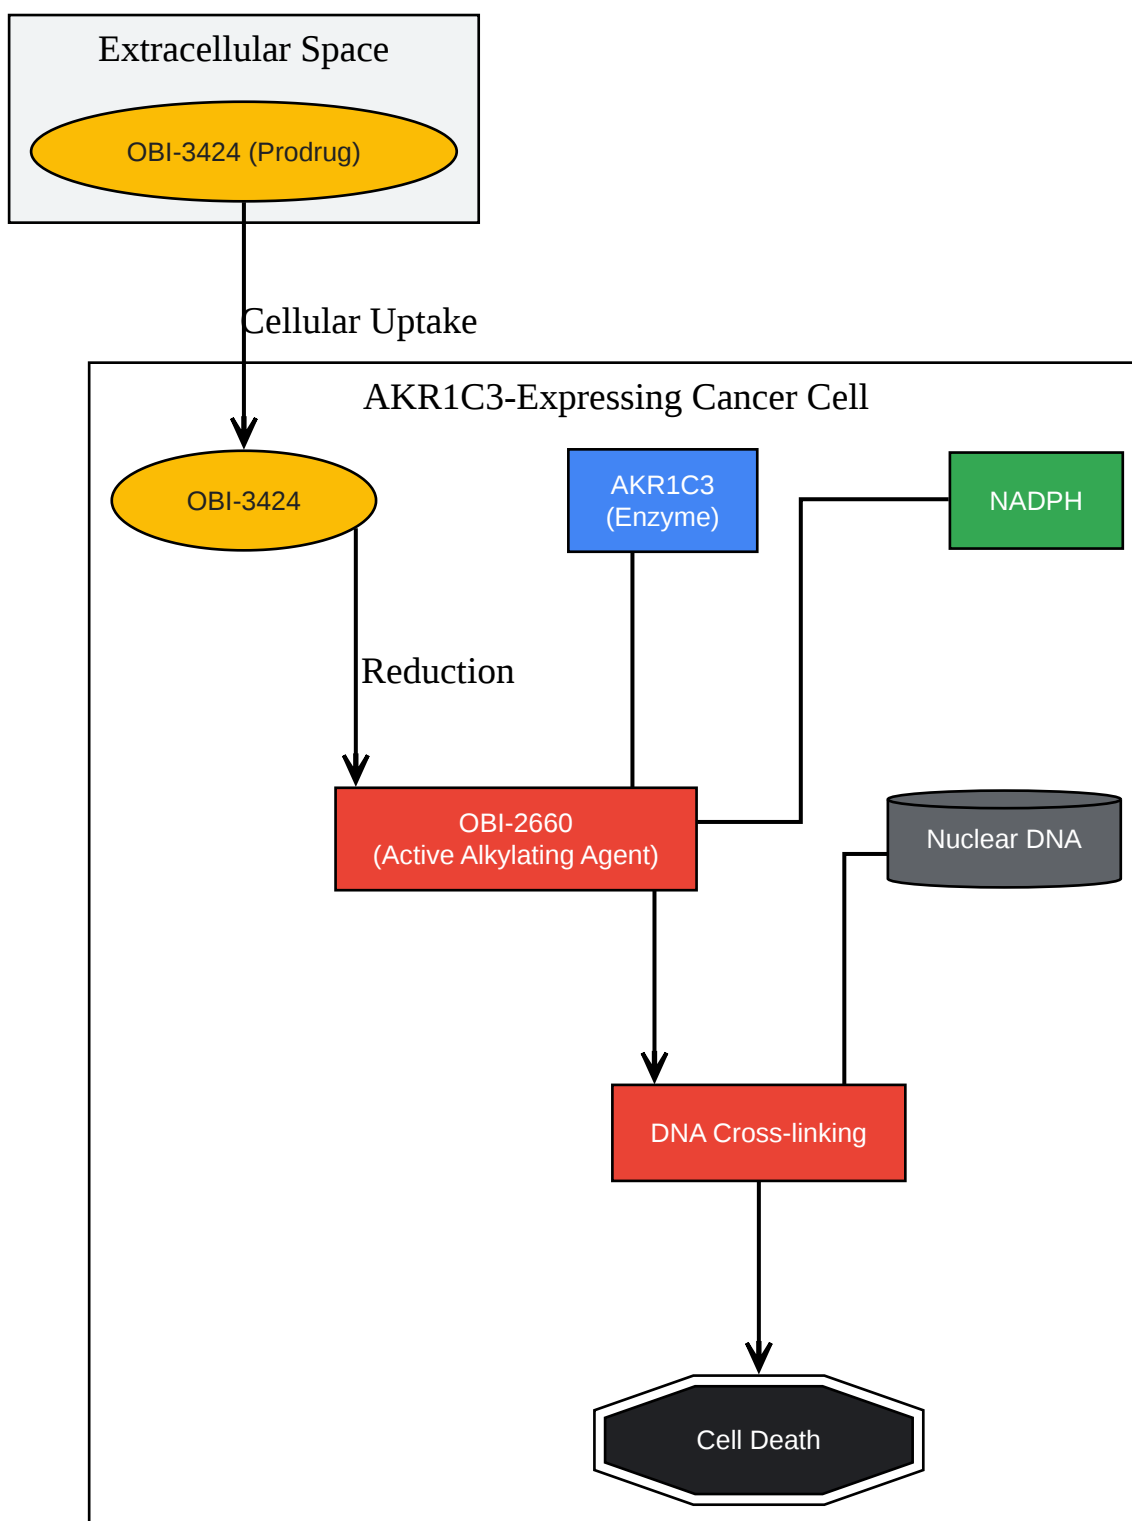 Extracellular Space
OBI-3424 (Prodrug)
Cellular Uptake
AKR1C3-Expressing Cancer Cell
OBI-3424
AKR1C3
(Enzyme)
NADPH
Reduction
OBI-2660
(Active Alkylating Agent)
Nuclear DNA
DNA Cross-linking
Cell Death